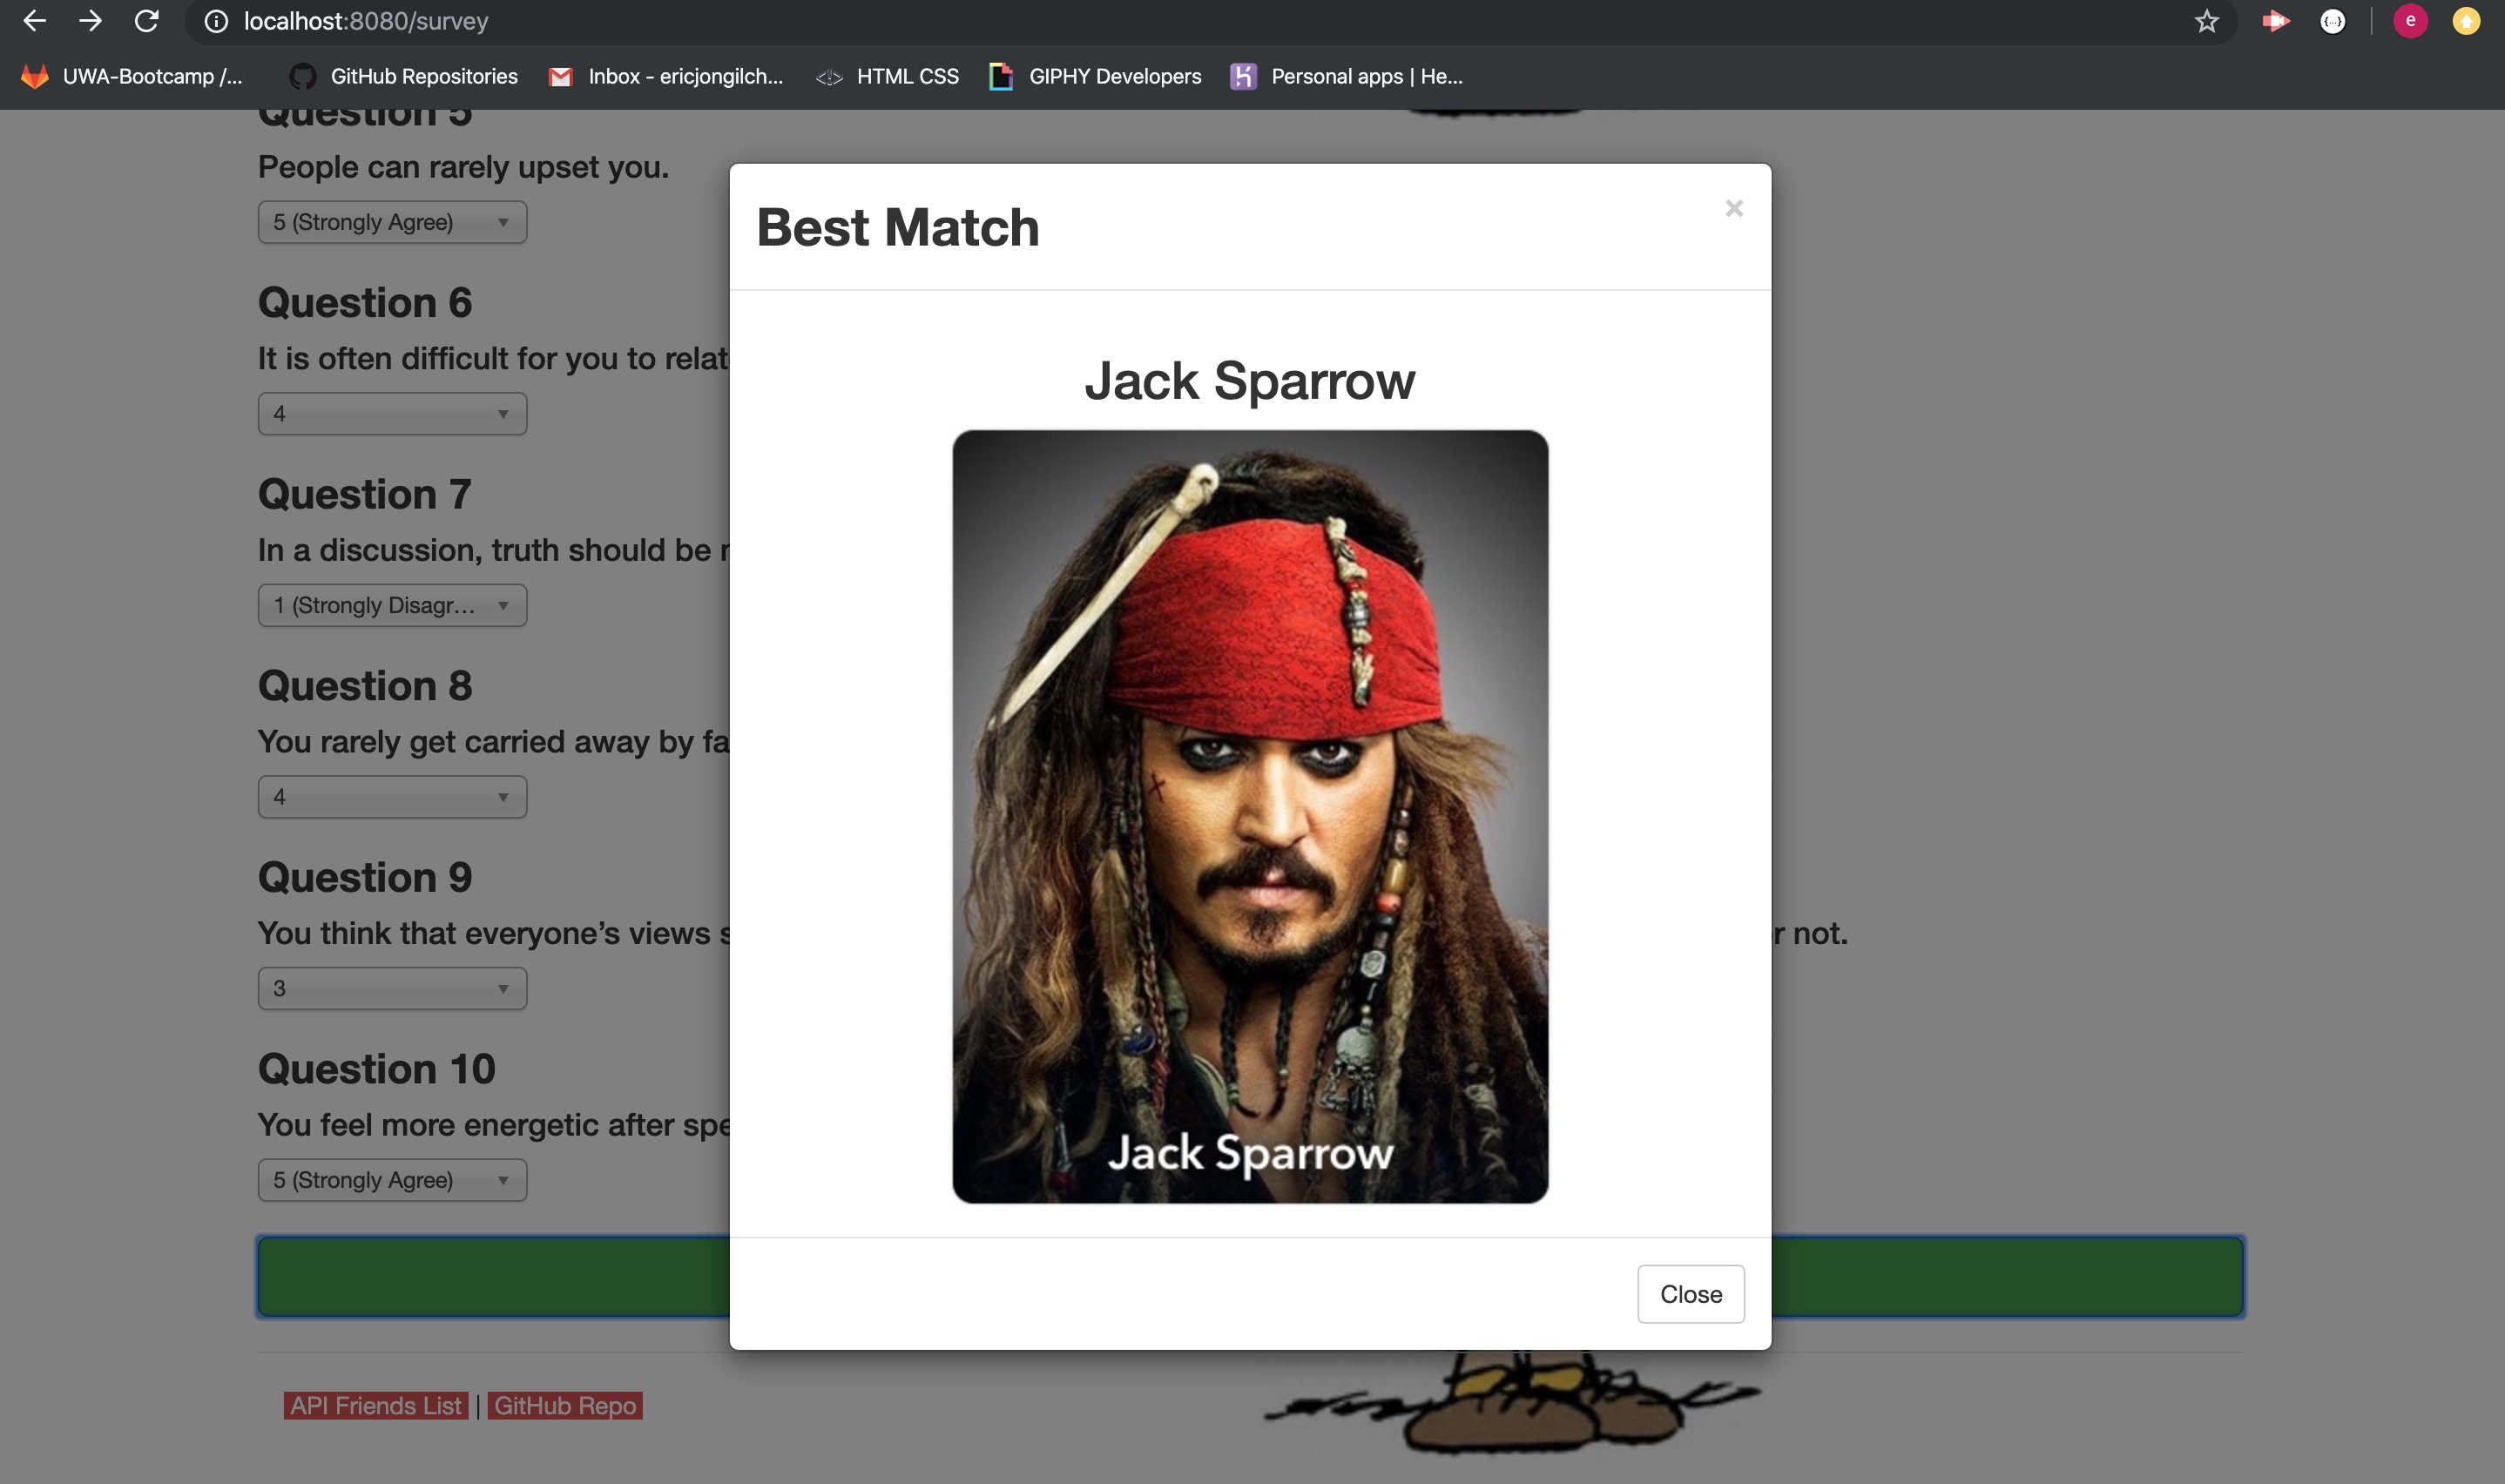 localhost:8080/survey
e
UWA-Bootcamp /...
GitHub Repositories
Inbox - ericjongilch...
HTML CSS
GIPHY Developers
Personal apps | He...
Question 5
People can rarely upset you.
5 (Strongly Agree)
Question 6
It is often difficult for you to relat
4
Question 7
In a discussion, truth should be
1 (Strongly Disagr...
Question 8
You rarely get carried away by fa
4
Question 9
You think that everyone’s views s
r not.
3
Question 10
You feel more energetic after spe
5 (Strongly Agree)
Best Match
×
Jack Sparrow
Jack Sparrow
Close
API Friends List | GitHub Repo